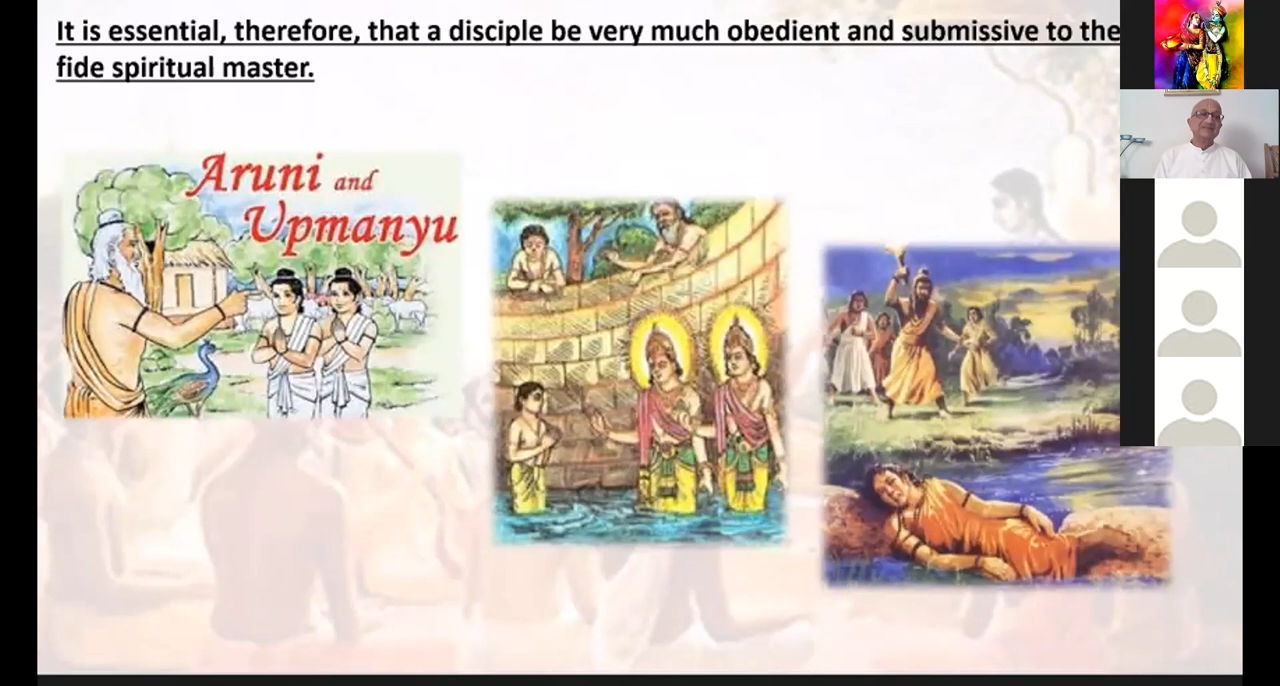 It is essential, therefore, that a disciple be very much obedient and submissive to the
fide spiritual master.
Aruni and
Upmanyu